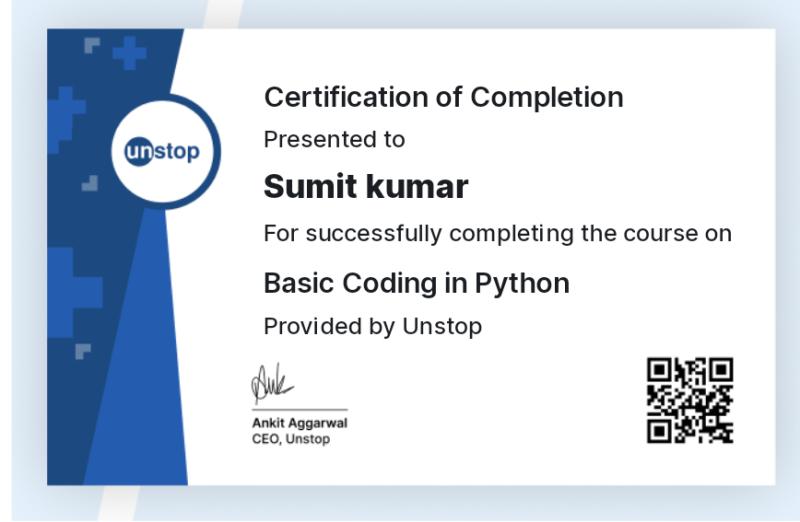 unstop
Certification of Completion
Presented to
Sumit kumar
For successfully completing the course on
Basic Coding in Python
Provided by Unstop
Ankit Aggarwal
CEO, Unstop